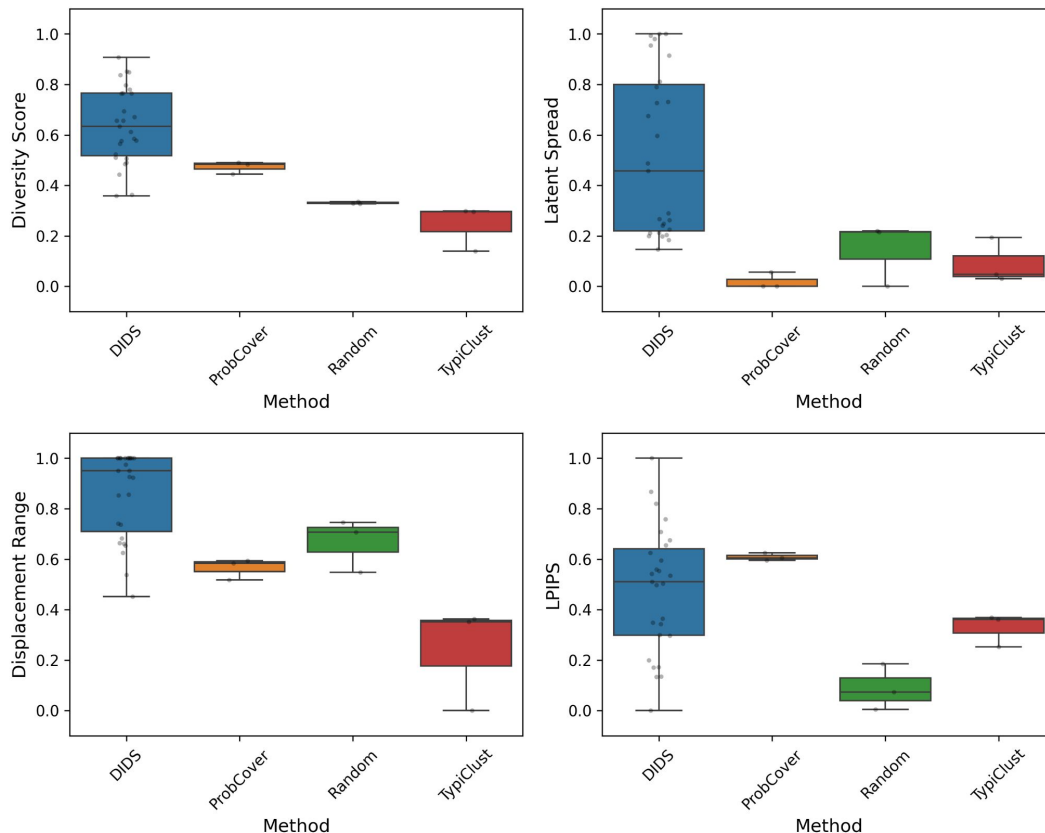 Diversity Score
1.0
0.8
0.6
0.4
0.2
0.0
DIDS
ProbCover
Random
TypiClust
Method
Latent Spread
1.0
0.8
0.6
0.4
0.2
0.0
DIDS
ProbCover
Random
TypiClust
Method
Displacement Range
1.0
0.8
0.6
0.4
0.2
0.0
DIDS
ProbCover
Random
TypiClust
Method
LPIPS
1.0
0.8
0.6
0.4
0.2
0.0
DIDS
ProbCover
Random
TypiClust
Method